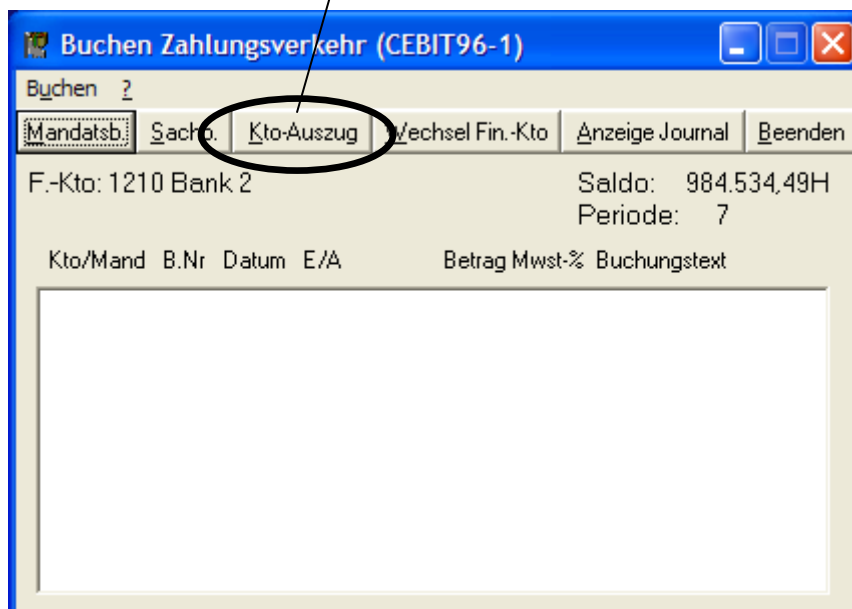 Buchen Zahlungsverkehr (CEBIT96-1)
Buchen ?
Mandatsb. Kto-Auszug Wechsel Fin.-Kto Anzeige Journal Beenden
F.-Kto: 1210 Bank 2 Saldo: 984.534,49H
Periode: 7
Kto/Mand B.Nr Datum E/A Betrag Mwst-% Buchungstext